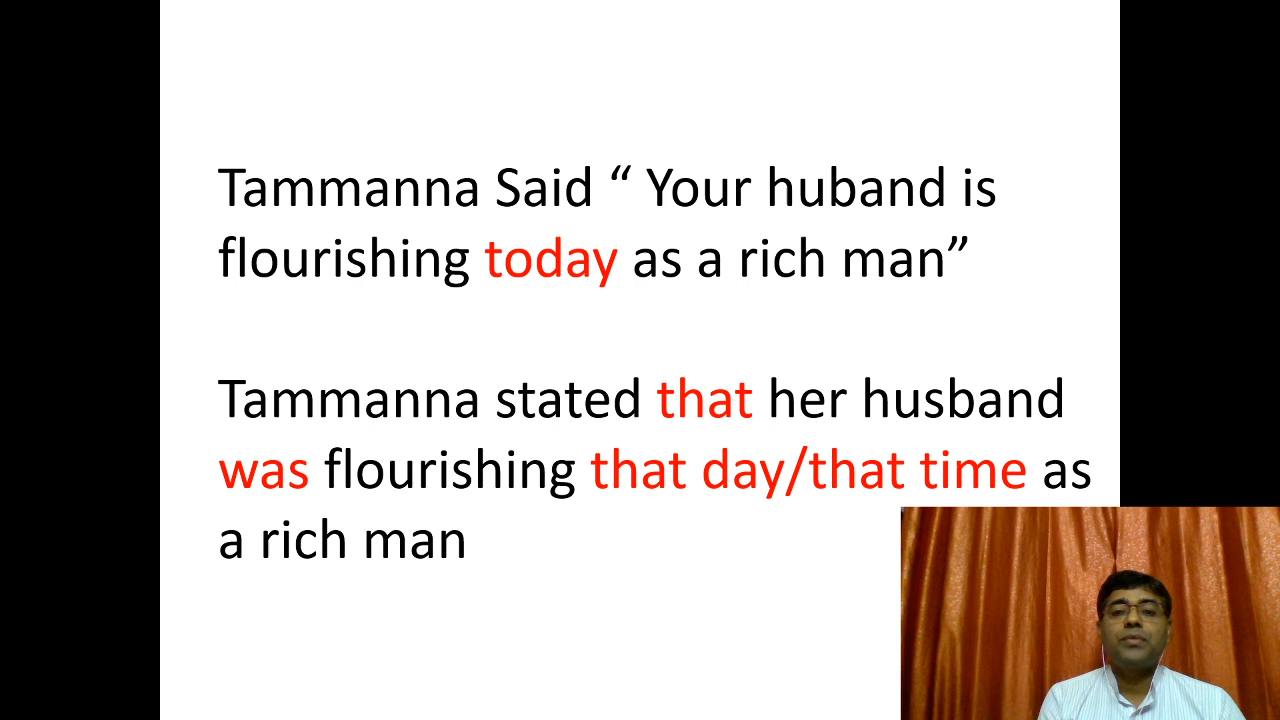 Tammanna Said “ Your huband is
flourishing today as a rich man”
Tammanna stated that her husband
was flourishing that day/that time as
a rich man